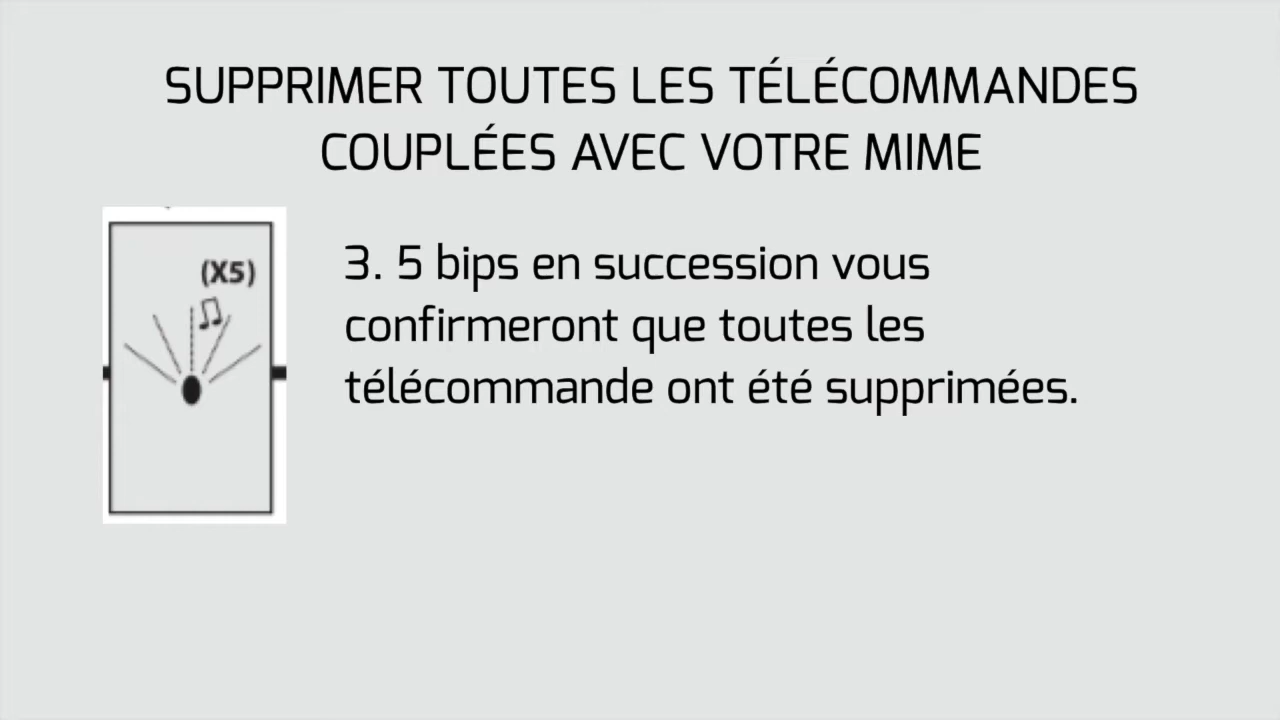 SUPPRIMER TOUTES LES TÉLÉCOMMANDES
COUPLÉES AVEC VOTRE MIME
(X5)
3. 5 bips en succession vous
confirmeront que toutes les
télécommande ont été supprimées.